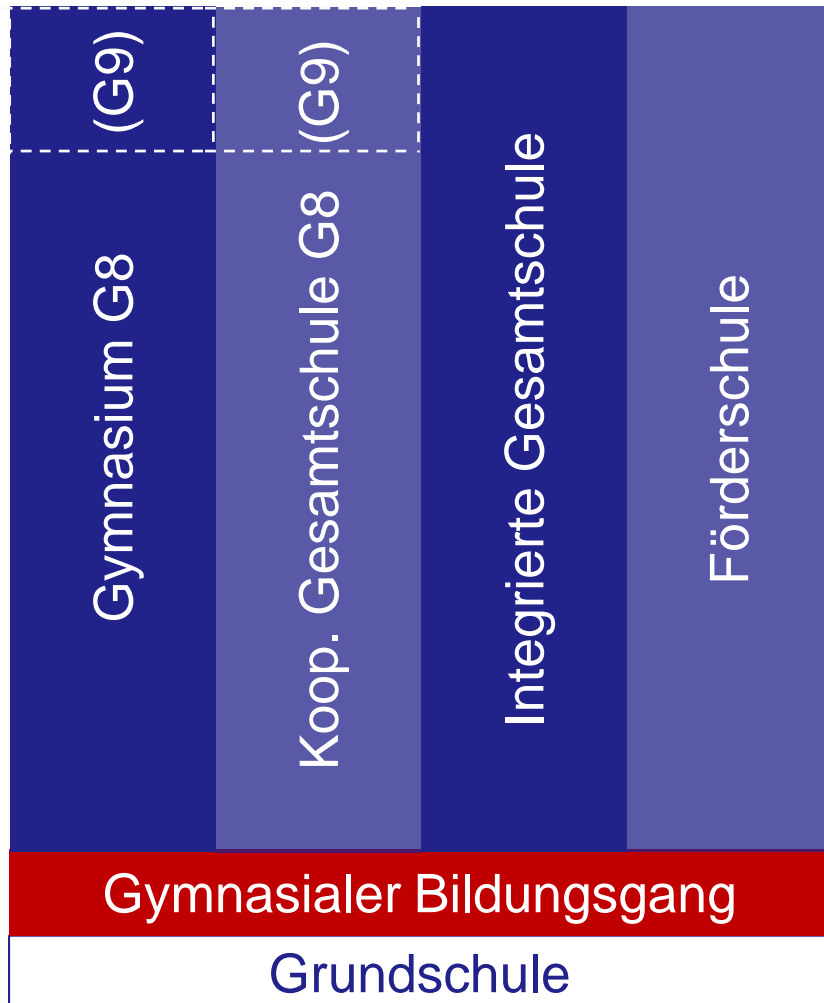 (G9)
(G9)
Gymnasium G8
Koop. Gesamtschule G8
Integrierte Gesamtschule
Förderschule
Gymnasialer Bildungsgang
Grundschule